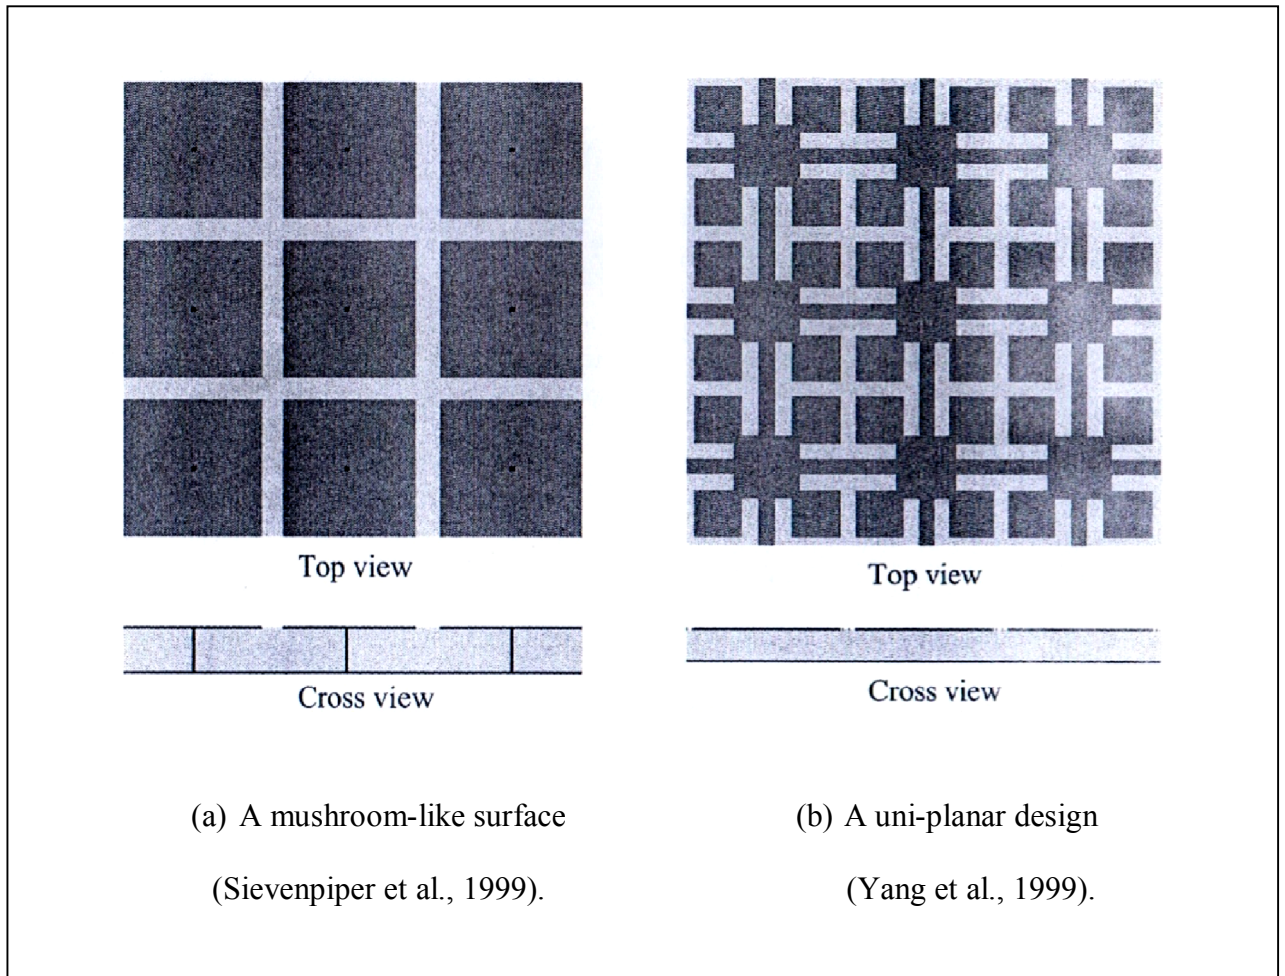 Top view
Cross view
(a) A mushroom-like surface
(Sievenpiper et al., 1999).
Top view
Cross view
(b) A uni-planar design
(Yang et al., 1999).